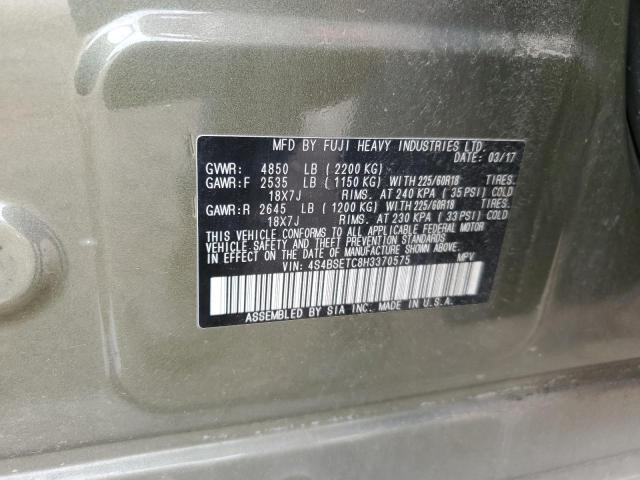 MFD BY FUJI HEAVY INDUSTRIES LTD.
DATE: 03/17
GVWR: 4850 LB (2200 KG)
GAWR:F 2535 LB (1150 KG) WITH 225/60R18 TIRES.
18X7J RIMS. AT 240 KPA (35 PSI) COLD
GAWR:R 2645 LB (1200 KG) WITH 225/60R18 TIRES.
18X7J RIMS. AT 230 KPA (33 PSI) COLD
THIS VEHICLE CONFORMS TO ALL APPLICABLE FEDERAL MOTOR
VEHICLE SAFETY AND THEFT PREVENTION STANDARDS
IN EFFECT ON THE DATE OF MANUFACTURE SHOWN ABOVE.
VIN: 4S4BSETC8H3370575 MPV
ASSEMBLED BY SIA INC. MADE IN U.S.A.